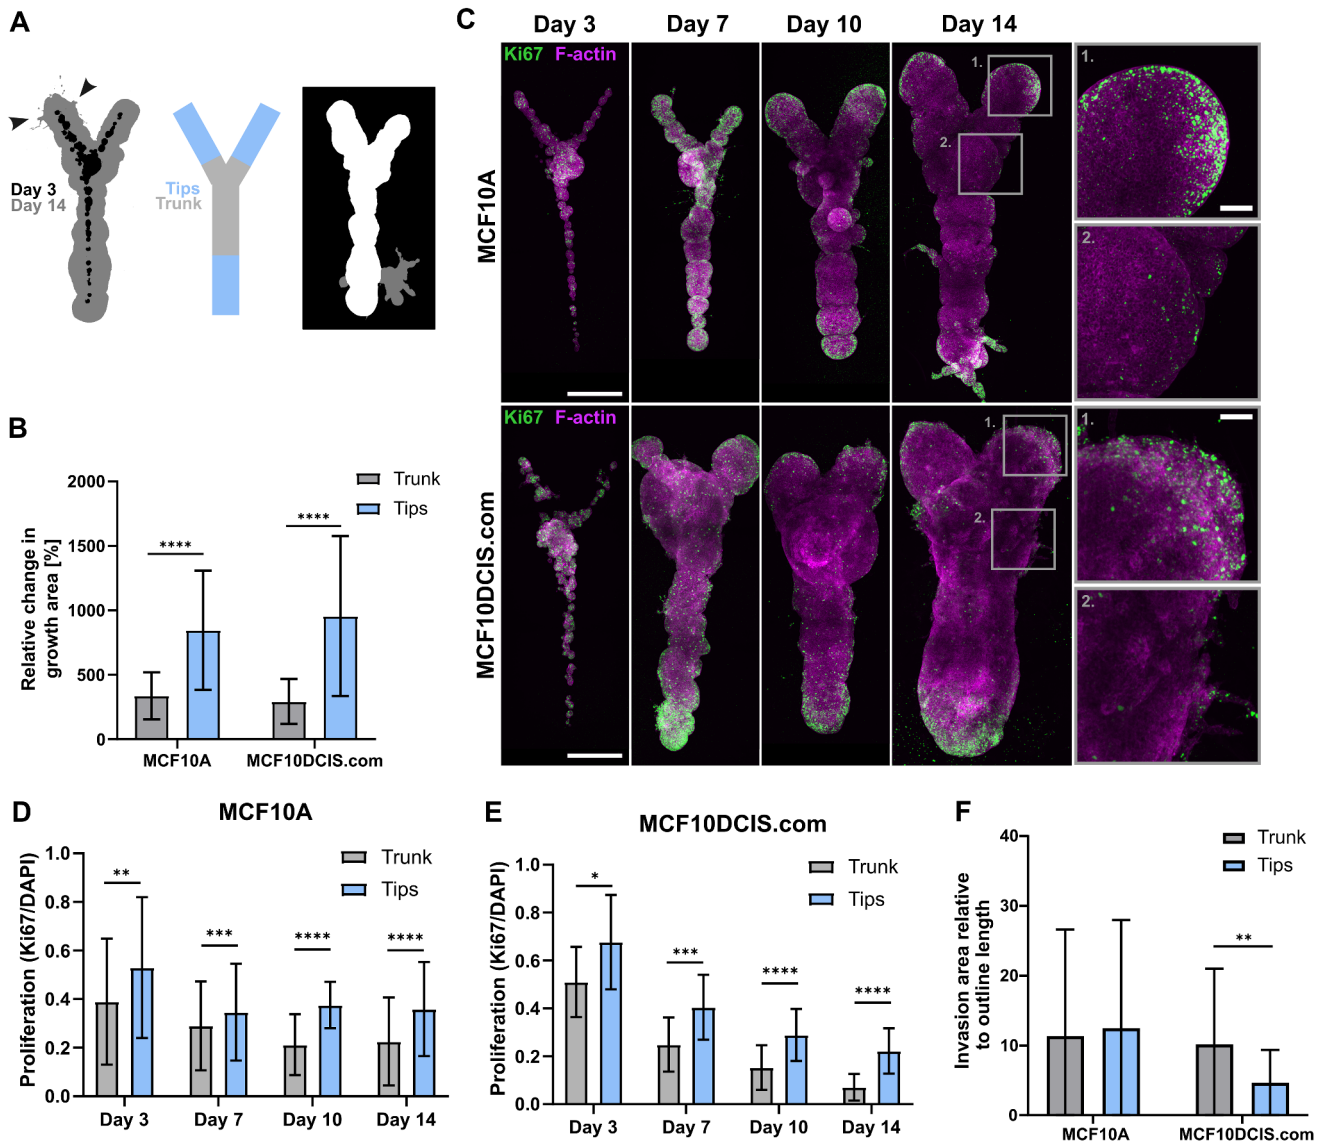 A
Day 3
Day 14
Tips
Trunk
B
Relative change in
growth area [%]
2000
1500
1000
500
0
****
****
Trunk
Tips
MCF10A
MCF10DCIS.com
C
Day 3
Day 7
Day 10
Day 14
MCF10A
Ki67 F-actin
1.
2.
1.
2.
MCF10DCIS.com
Ki67 F-actin
1.
2.
1.
2.
D
MCF10A
Proliferation (Ki67/DAPI)
1.0
0.8
0.6
0.4
0.2
0.0
**
***
****
****
Trunk
Tips
Day 3
Day 7
Day 10
Day 14
E
MCF10DCIS.com
Proliferation (Ki67/DAPI)
1.0
0.8
0.6
0.4
0.2
0.0
*
***
****
****
Trunk
Tips
Day 3
Day 7
Day 10
Day 14
F
Invasion area relative
to outline length
40
30
20
10
0
**
Trunk
Tips
MCF10A
MCF10DCIS.com